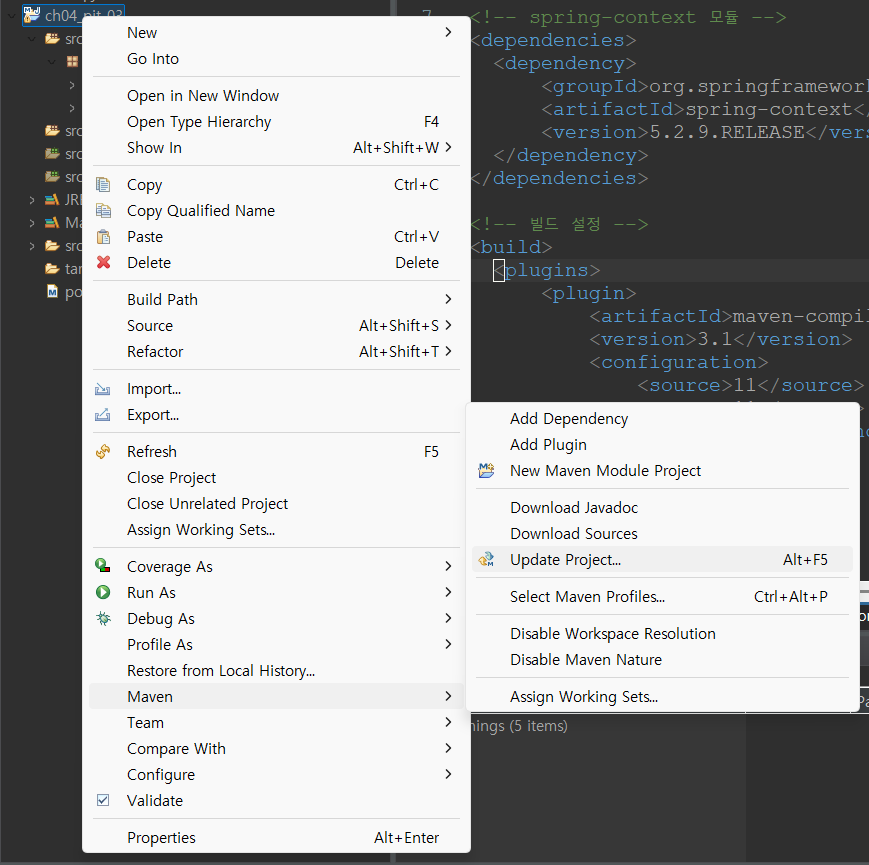 ch04_pjt_03
New
Go Into
Open in New Window
Open Type Hierarchy F4
Show In Alt+Shift+W
Copy Ctrl+C
Copy Qualified Name
Paste Ctrl+V
Delete Delete
Build Path
Source Alt+Shift+S
Refactor Alt+Shift+T
Import...
Export...
Refresh F5
Close Project
Close Unrelated Project
Assign Working Sets...
Coverage As
Run As
Debug As
Profile As
Restore from Local History...
Maven
Team
Compare With
Configure
Validate
Properties Alt+Enter
src
src
src
src
JRE
Ma
src
tar
po
7 <!-- spring-context 모듈 -->
<dependencies>
<dependency>
<groupId>org.springframework
<artifactId>spring-context</
<version>5.2.9.RELEASE</vers
</dependency>
</dependencies>
<!-- 빌드 설정 -->
<build>
<plugins>
<plugin>
<artifactId>maven-compil
<version>3.1</version>
<configuration>
<source>11</source>
Add Dependency
Add Plugin
New Maven Module Project
Download Javadoc
Download Sources
Update Project... Alt+F5
Select Maven Profiles... Ctrl+Alt+P
Disable Workspace Resolution
Disable Maven Nature
Assign Working Sets...
nings (5 items)